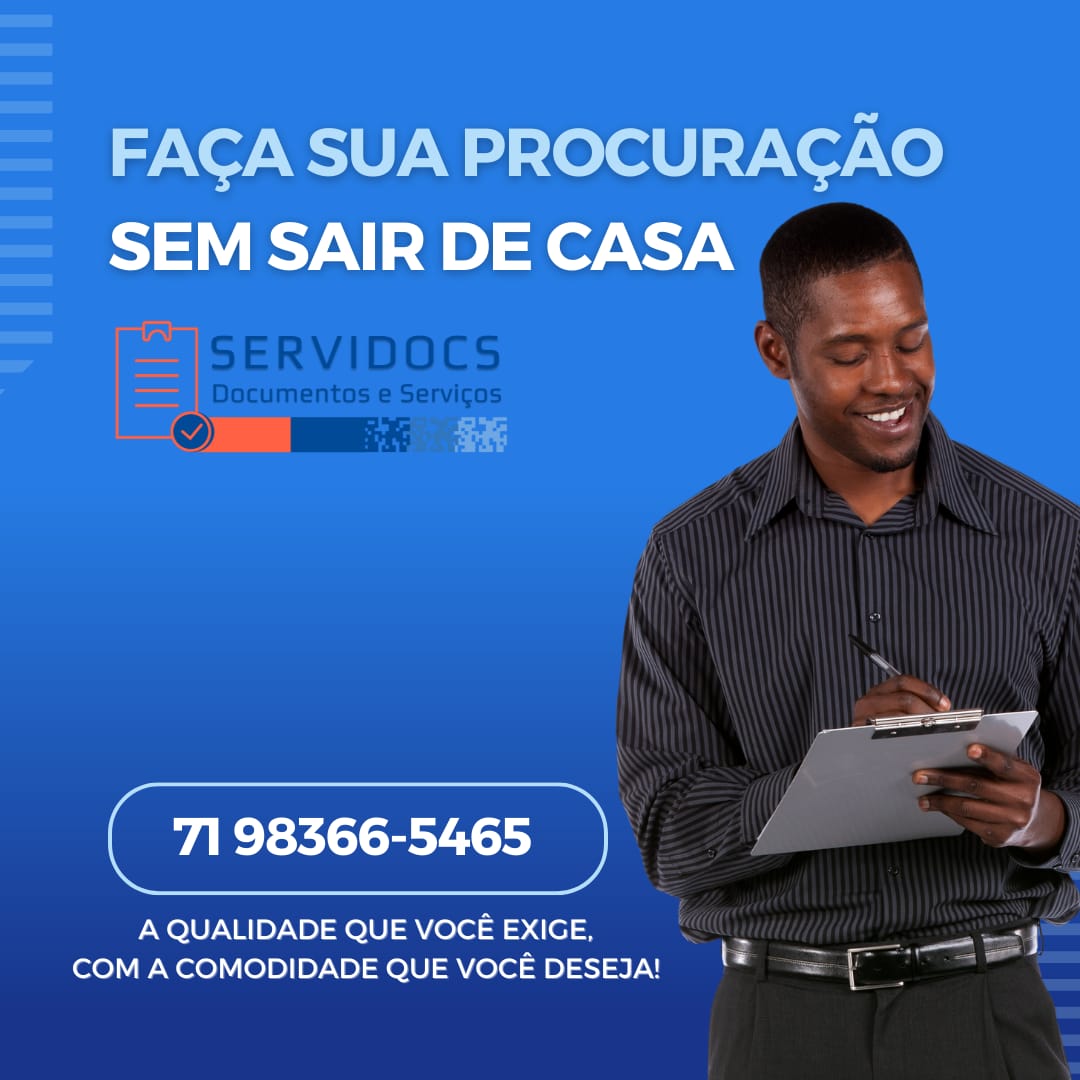 FAÇA SUA PROCURAÇÃO
SEM SAIR DE CASA
SERVIDOCS
Documentos e Serviços
71 98366-5465
A QUALIDADE QUE VOCÊ EXIGE,
COM A COMODIDADE QUE VOCÊ DESEJA!